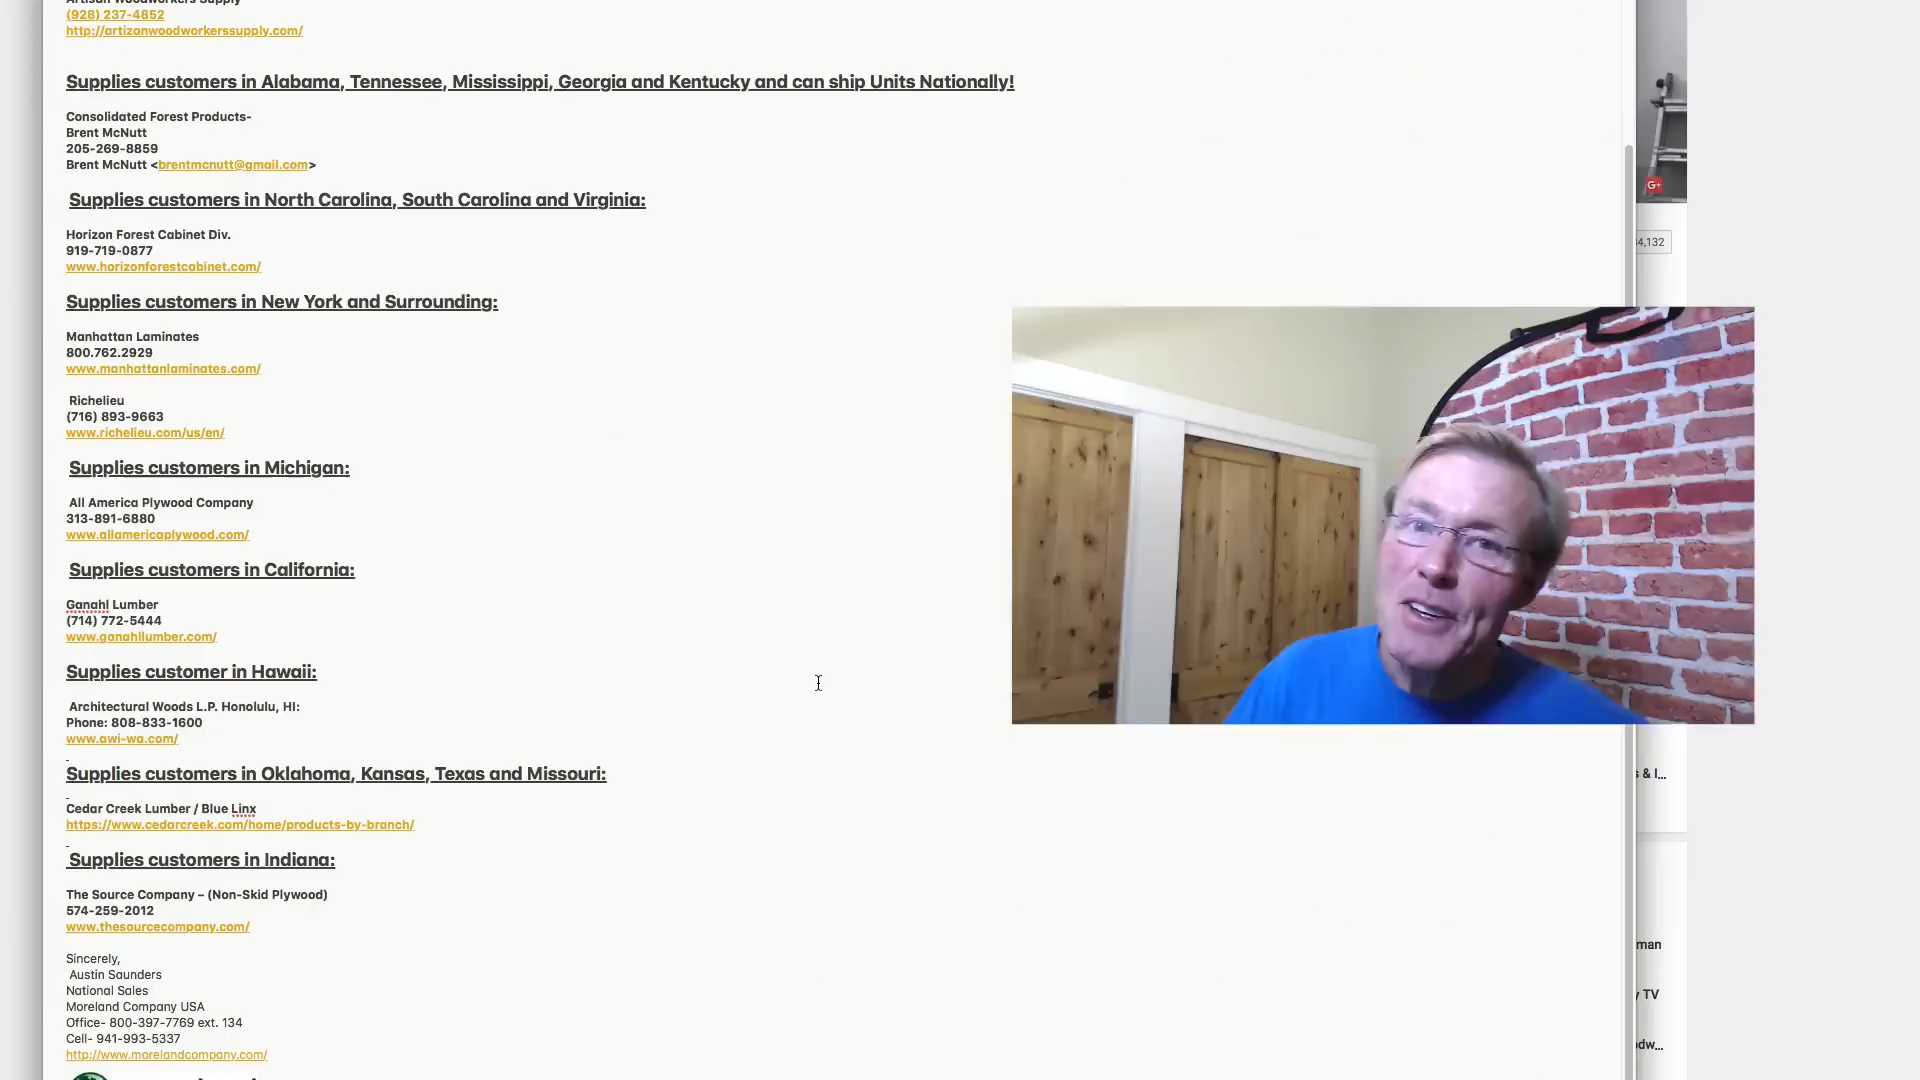 Artisan Woodworkers Supply
(928) 237-4852
http://artizanwoodworkerssupply.com/
Supplies customers in Alabama, Tennessee, Mississippi, Georgia and Kentucky and can ship Units Nationally!
Consolidated Forest Products-
Brent McNutt
205-269-8859
Brent McNutt <brentmcnutt@gmail.com>
Supplies customers in North Carolina, South Carolina and Virginia:
Horizon Forest Cabinet Div.
919-719-0877
www.horizonforestcabinet.com/
Supplies customers in New York and Surrounding:
Manhattan Laminates
800.762.2929
www.manhattanlaminates.com/
Richelieu
(716) 893-9663
www.richelieu.com/us/en/
Supplies customers in Michigan:
All America Plywood Company
313-891-6880
www.allamericaplywood.com/
Supplies customers in California:
Ganahl Lumber
(714) 772-5444
www.ganahllumber.com/
Supplies customer in Hawaii:
Architectural Woods L.P. Honolulu, HI:
Phone: 808-833-1600
www.awi-wa.com/
Supplies customers in Oklahoma, Kansas, Texas and Missouri:
Cedar Creek Lumber / Blue Linx
https://www.cedarcreek.com/home/products-by-branch/
Supplies customers in Indiana:
The Source Company – (Non-Skid Plywood)
574-259-2012
www.thesourcecompany.com/
Sincerely,
Austin Saunders
National Sales
Moreland Company USA
Office- 800-397-7769 ext. 134
Cell- 941-993-5337
http://www.morelandcompany.com/
G+
4,132
s & l...
man
y TV
dw...